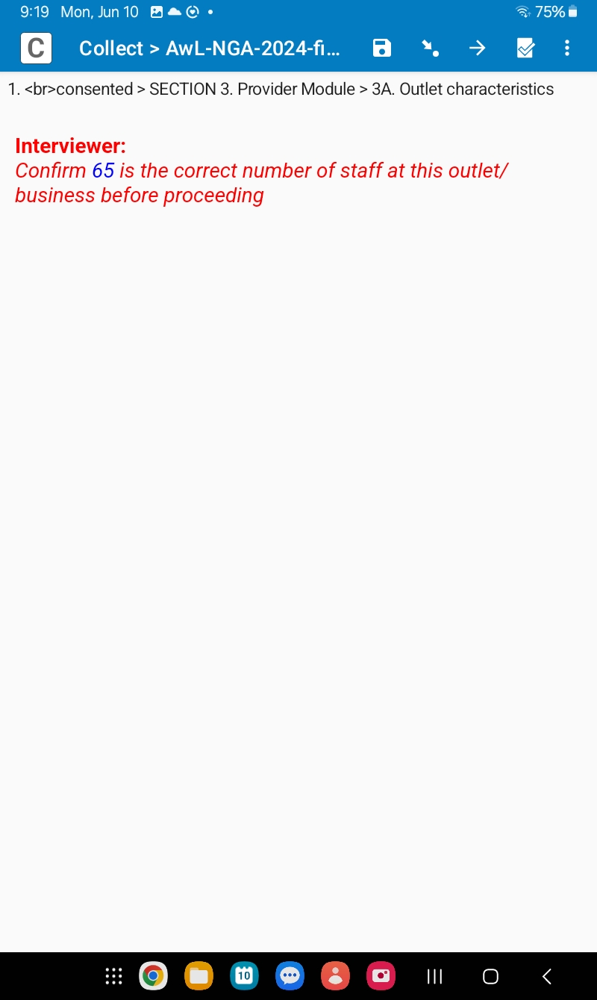 9:19 Mon, Jun 10 75%
C Collect > AwL-NGA-2024-fi...
1. <br>consented > SECTION 3. Provider Module > 3A. Outlet characteristics
Interviewer:
Confirm 65 is the correct number of staff at this outlet/
business before proceeding
10